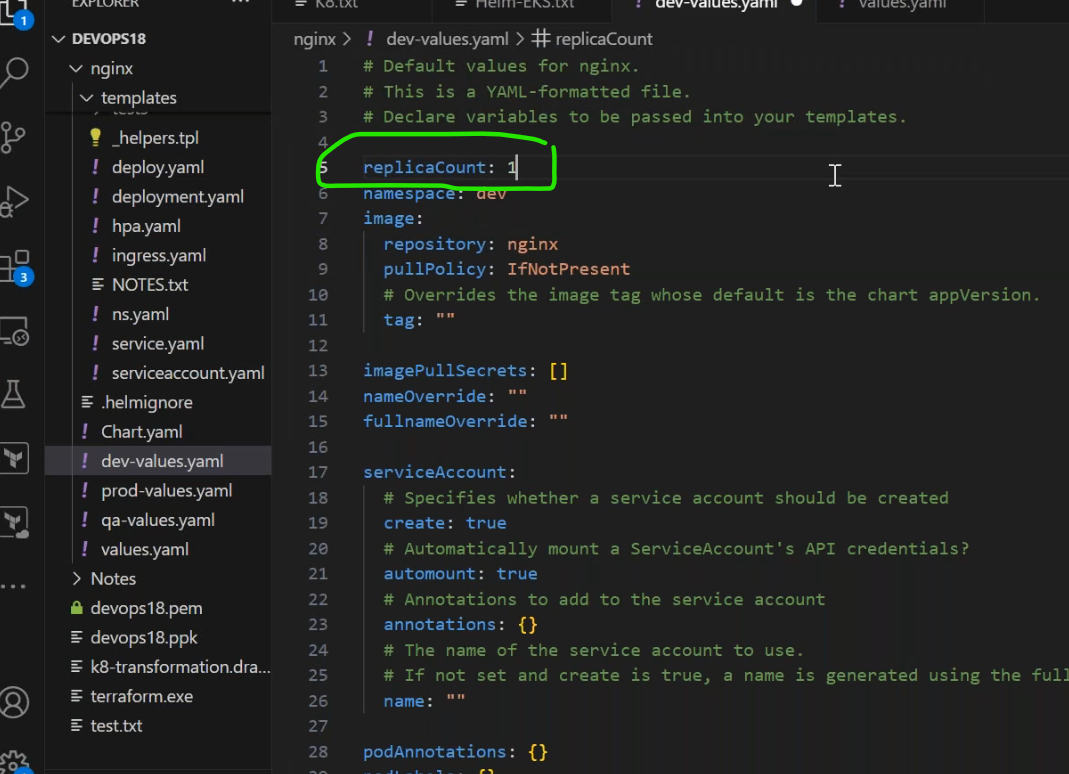 EXPLORER
DEVOPS18
nginx
templates
_helpers.tpl
deploy.yaml
deployment.yaml
hpa.yaml
ingress.yaml
NOTES.txt
ns.yaml
service.yaml
serviceaccount.yaml
.helmignore
Chart.yaml
dev-values.yaml
prod-values.yaml
qa-values.yaml
values.yaml
Notes
devops18.pem
devops18.ppk
k8-transformation.dra...
terraform.exe
test.txt
1
3
K8.txt
Helm-EKS.txt
! dev-values.yaml
! values.yaml
nginx > ! dev-values.yaml > # replicaCount
1 # Default values for nginx.
2 # This is a YAML-formatted file.
3 # Declare variables to be passed into your templates.
4
5 replicaCount: 1
6 namespace: dev
7 image:
8 repository: nginx
9 pullPolicy: IfNotPresent
10 # Overrides the image tag whose default is the chart appVersion.
11 tag: ""
12
13 imagePullSecrets: []
14 nameOverride: ""
15 fullnameOverride: ""
16
17 serviceAccount:
18 # Specifies whether a service account should be created
19 create: true
20 # Automatically mount a ServiceAccount's API credentials?
21 automount: true
22 # Annotations to add to the service account
23 annotations: {}
24 # The name of the service account to use.
25 # If not set and create is true, a name is generated using the full
26 name: ""
27
28 podAnnotations: {}